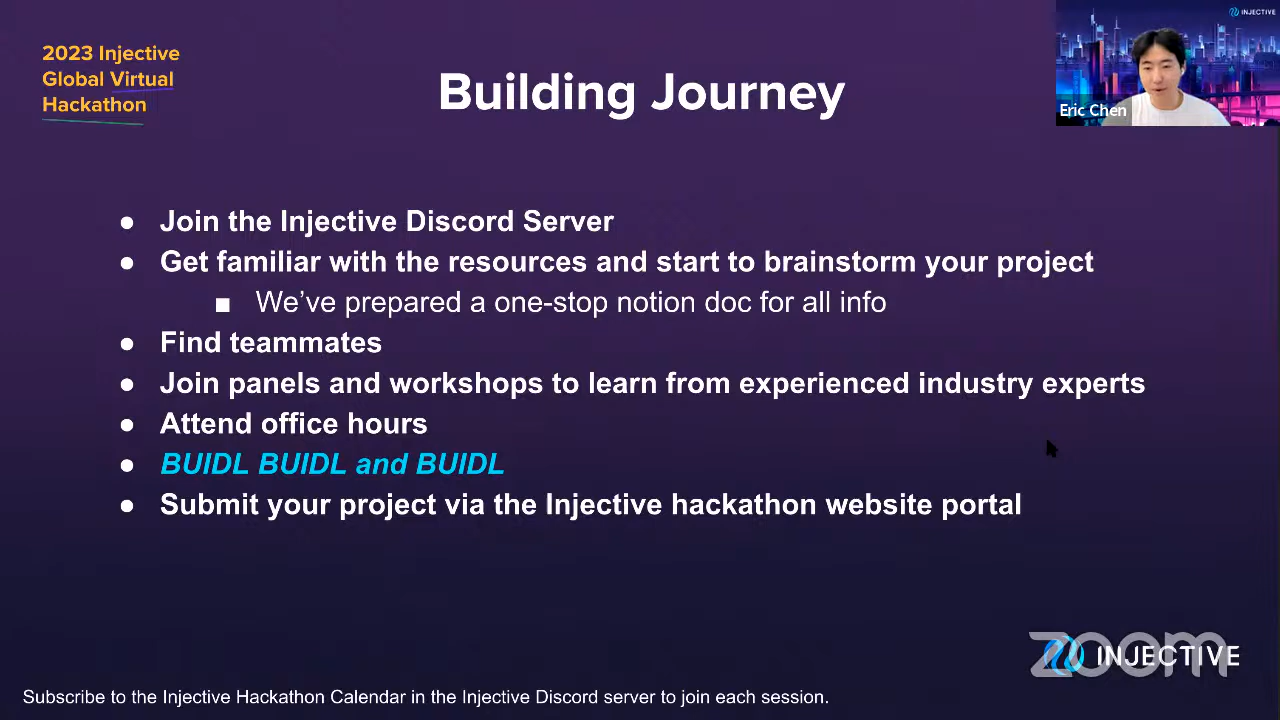 2023 Injective
Global Virtual
Hackathon
Building Journey
INJECTIVE
Eric Chen
● Join the Injective Discord Server
● Get familiar with the resources and start to brainstorm your project
■ We’ve prepared a one-stop notion doc for all info
● Find teammates
● Join panels and workshops to learn from experienced industry experts
● Attend office hours
● BUIDL BUIDL and BUIDL
● Submit your project via the Injective hackathon website portal
zoom
INJECTIVE
Subscribe to the Injective Hackathon Calendar in the Injective Discord server to join each session.